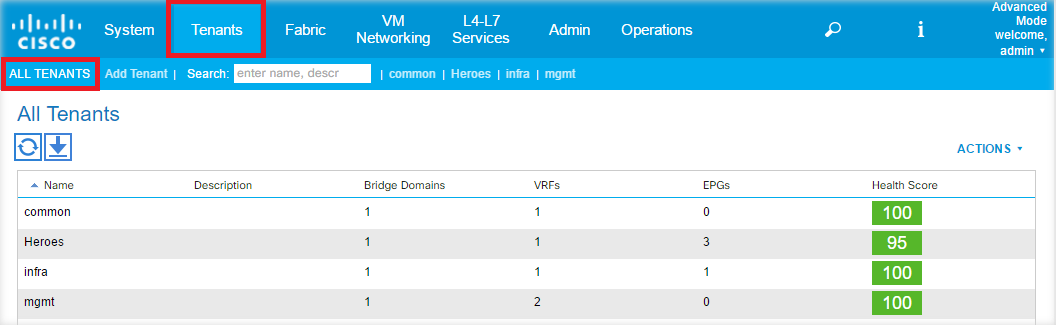 CISCO
System
Tenants
Fabric
VM
Networking
L4-L7
Services
Admin
Operations
i
Advanced
Mode
welcome,
admin
ALL TENANTS Add Tenant | Search: enter name, descr | common | Heroes | infra | mgmt
All Tenants
ACTIONS
Name Description Bridge Domains VRFs EPGs Health Score
common 1 1 0 100
Heroes 1 1 3 95
infra 1 1 1 100
mgmt 1 2 0 100